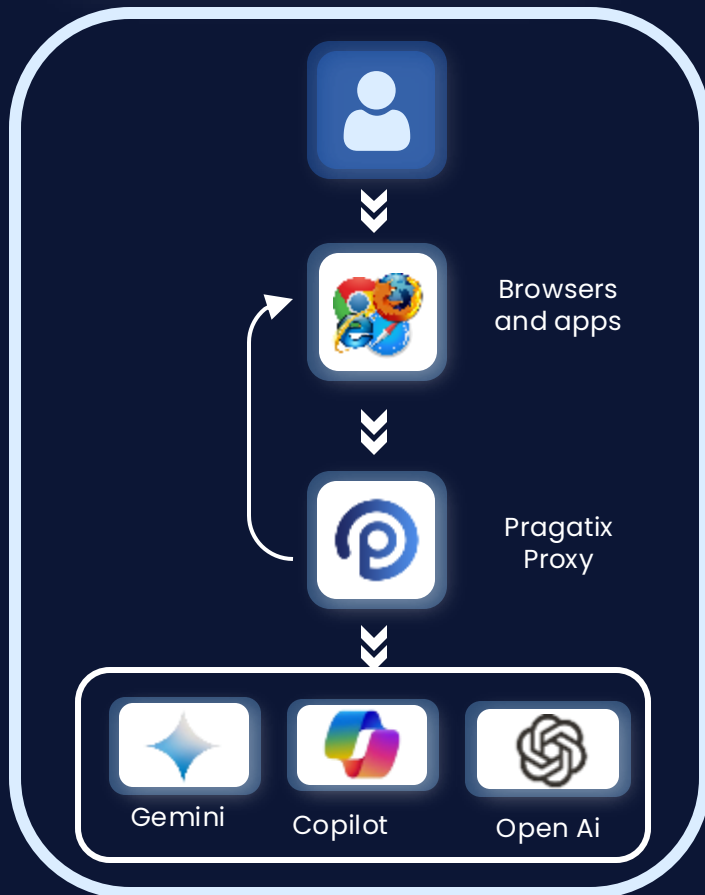 Browsers
and apps
Pragatix
Proxy
Gemini
Copilot
Open Ai